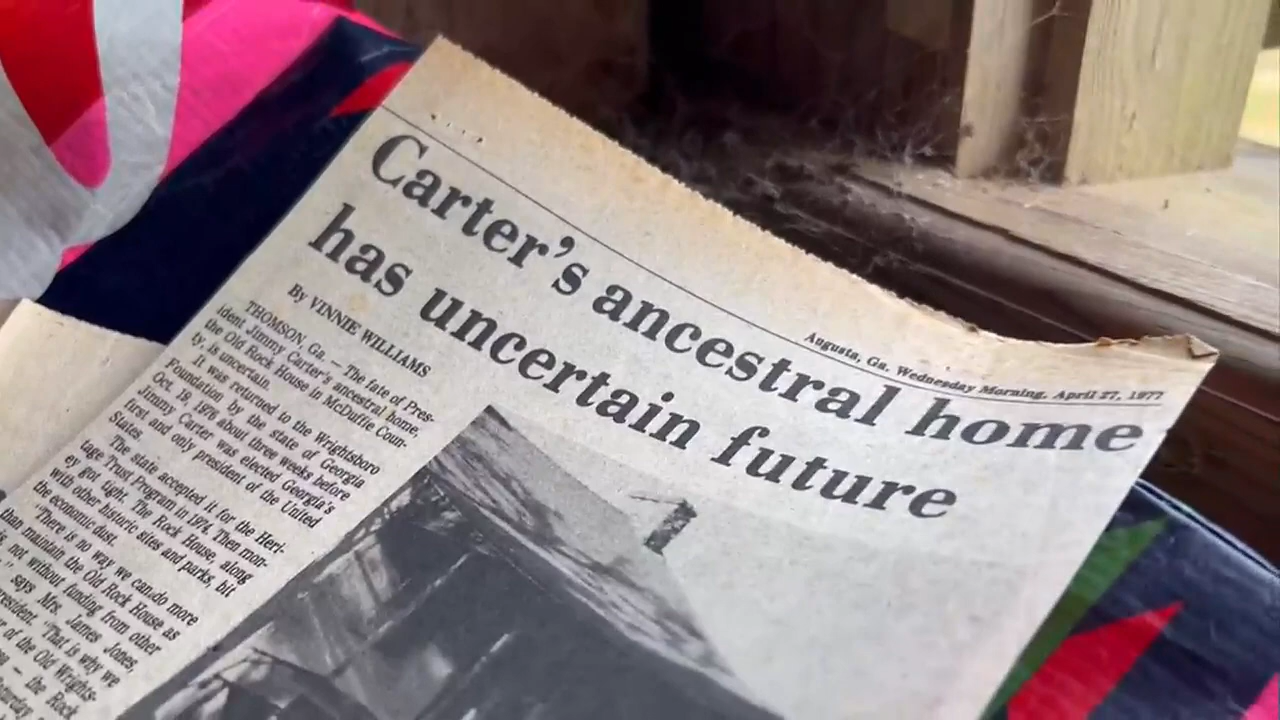 Augusta, Ga. Wednesday Morning, April 27, 1977
Carter's ancestral home
has uncertain future
By VINNIE WILLIAMS
THOMSON, Ga. — The fate of Pres-
ident Jimmy Carter's ancestral home,
the Old Rock House in McDuffie Coun-
ty, is uncertain.
It was returned to the Wrightsboro
Foundation by the state of Georgia
Oct. 19, 1976 about three weeks before
Jimmy Carter was elected Georgia's
first and only president of the United
States.
The state accepted it for the Heri-
tage Trust Program in 1974. Then mon-
ey got tight. The Rock House, along
with other historic sites and parks, bit
the economic dust.
"There is no way we can do more
than maintain the Old Rock House as
not without funding from other
says Mrs. James Jones,
resident. "That is why we
of the Old Wrights-
the Rock